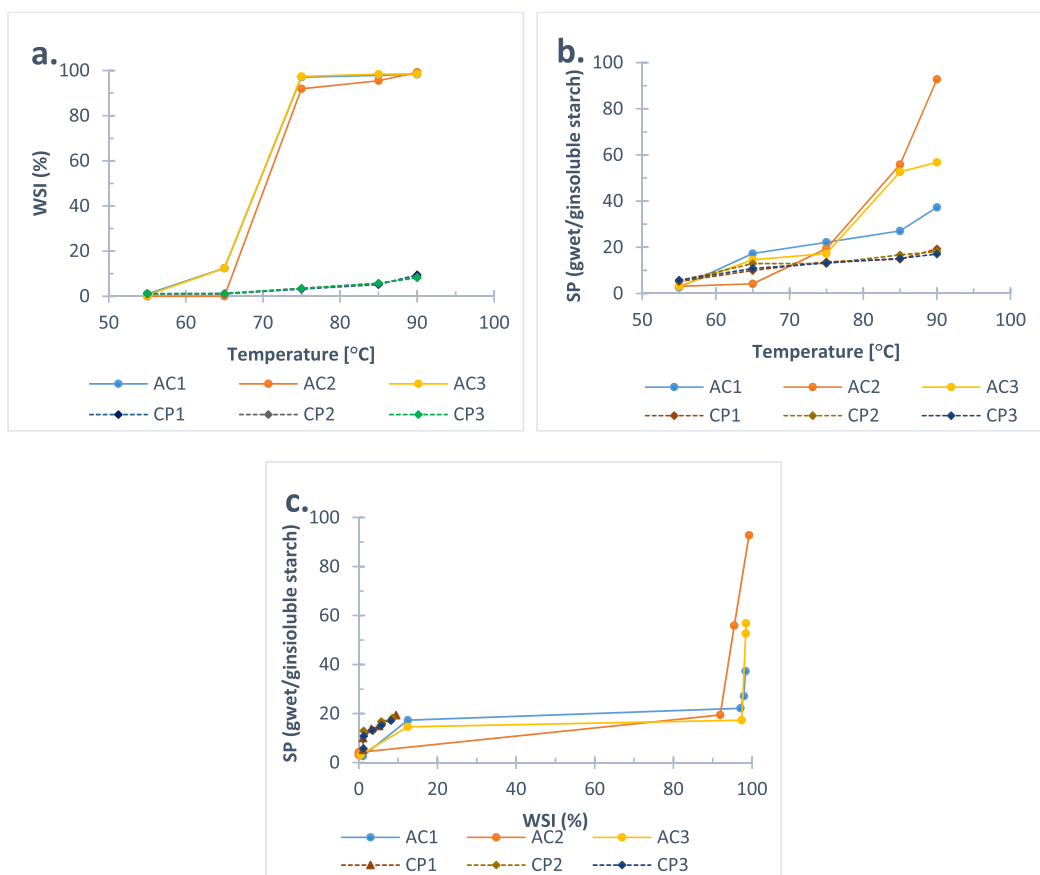 a.
100
80
60
40
20
0
WSI (%)
50 60 70 80 90 100
Temperature [°C]
AC1 AC2 AC3
CP1 CP2 CP3
b.
100
80
60
40
20
0
SP (gwet/ginsoluble starch)
50 60 70 80 90 100
Temperature [°C]
AC1 AC2 AC3
CP1 CP2 CP3
c.
100
80
60
40
20
0
SP (gwet/ginsioluble starch)
0 20 40 60 80 100
WSI (%)
AC1 AC2 AC3
CP1 CP2 CP3